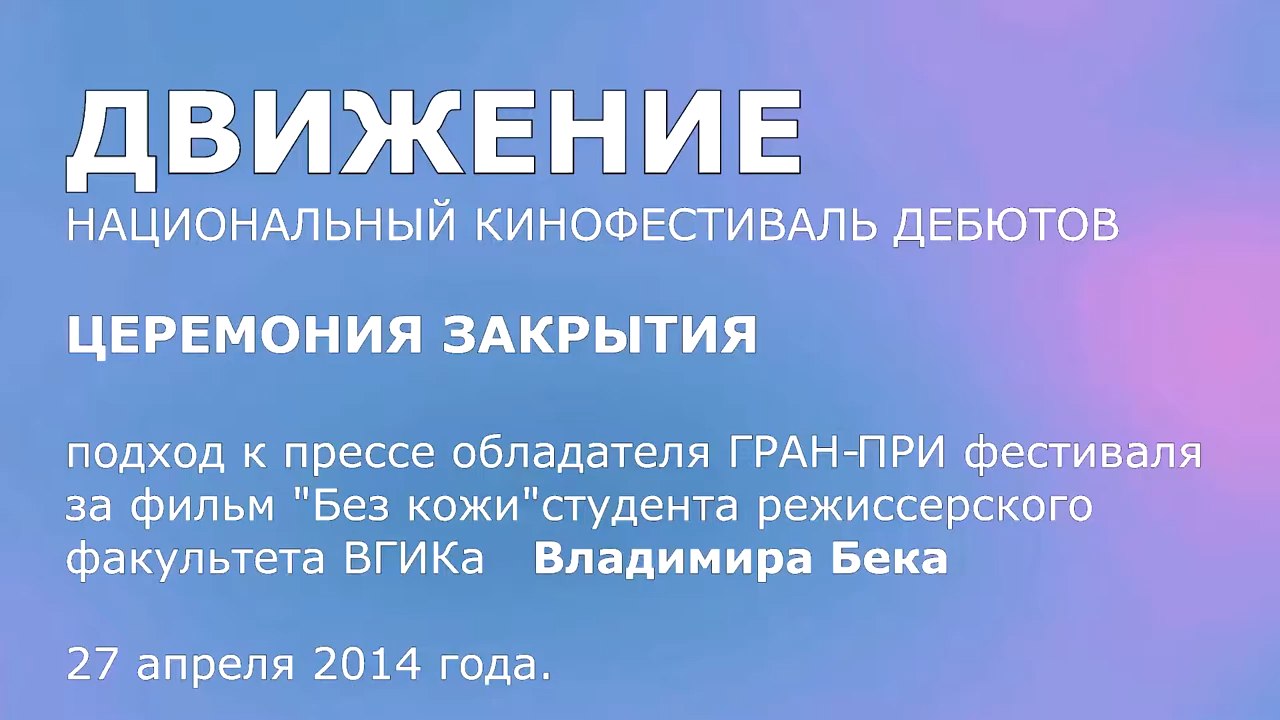 ДВИЖЕНИЕ
НАЦИОНАЛЬНЫЙ КИНОФЕСТИВАЛЬ ДЕБЮТОВ
ЦЕРЕМОНИЯ ЗАКРЫТИЯ
подход к прессе обладателя ГРАН-ПРИ фестиваля
за фильм "Без кожи"студента режиссерского
факультета ВГИКа Владимира Бека
27 апреля 2014 года.